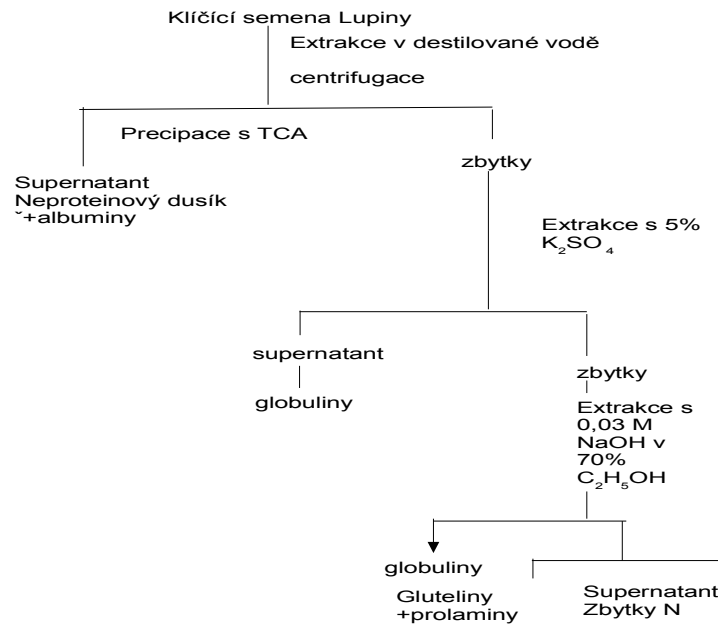 Klíčící semena Lupiny
Extrakce v destilované vodě
centrifugace
Precipace s TCA
Supernatant
Neproteinový dusík
ˇ+albuminy
zbytky
Extrakce s 5%
K₂SO₄
supernatant
globuliny
zbytky
Extrakce s
0,03 M
NaOH v
70%
C₂H₅OH
globuliny
Gluteliny
+prolaminy
Supernatant
Zbytky N